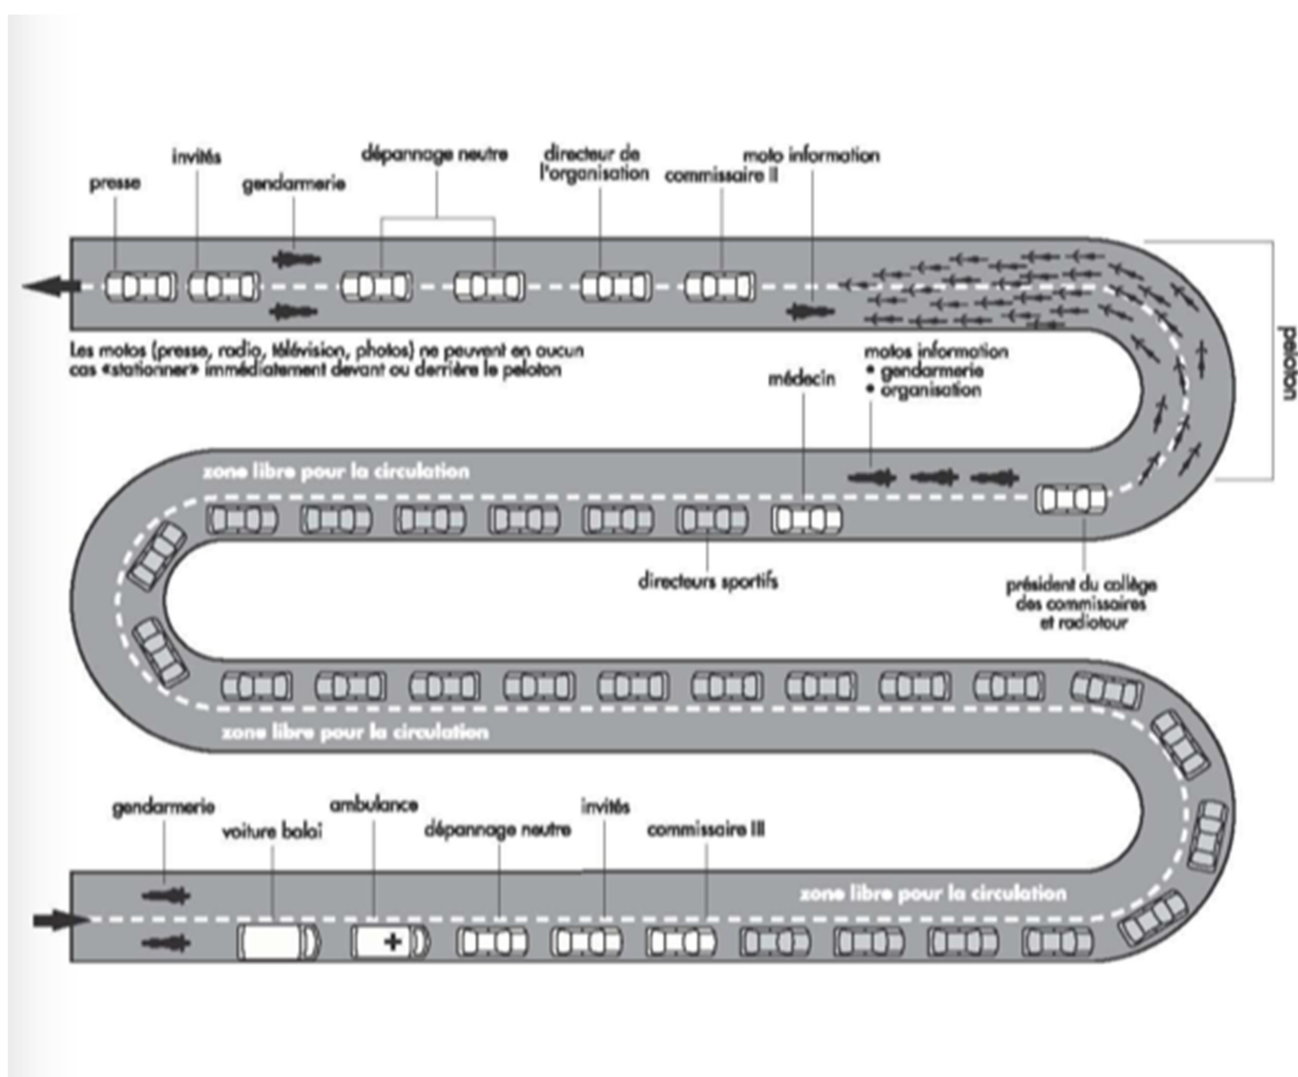 invités
dépannage neutre
directeur de
l'organisation
moto information
commissaire II
presse
gendarmerie
peloton
Les motos (presse, radio, télévision, photos) ne peuvent en aucun
cas «stationner» immédiatement devant ou derrière le peloton
motos information
• gendarmerie
• organisation
médecin
zone libre pour la circulation
directeurs sportifs
président du collège
des commissaires
et radiotour
zone libre pour la circulation
gendarmerie
voiture balai
ambulance
dépannage neutre
invités
commissaire III
zone libre pour la circulation